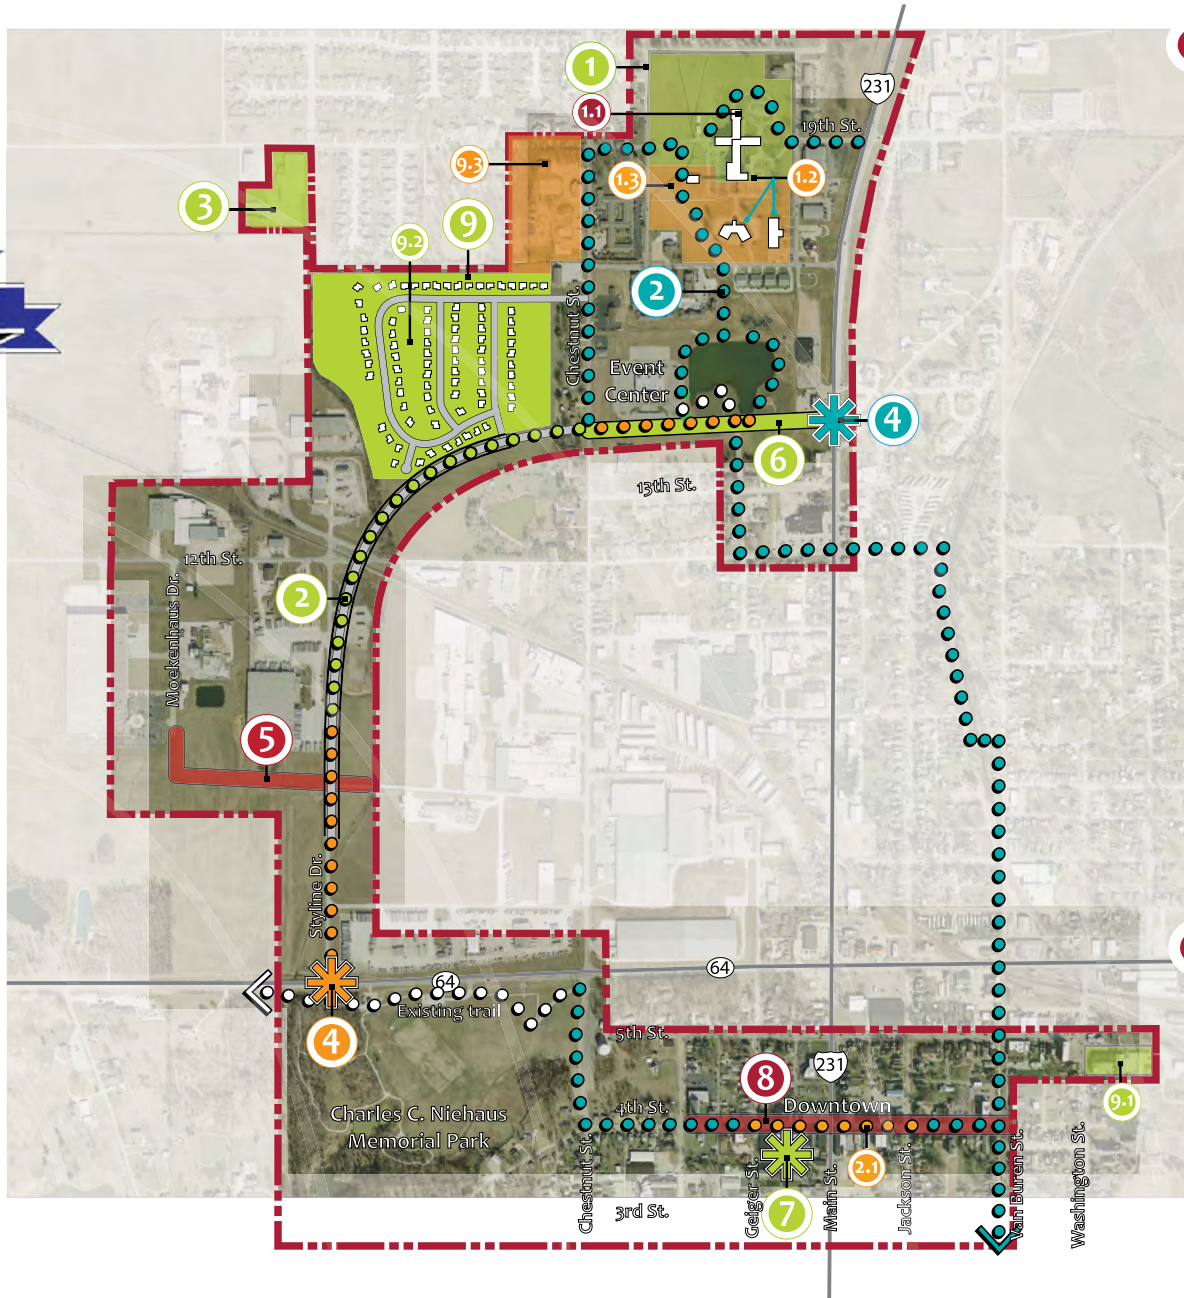 1
231
1.1
19th St.
9.3
1.3
1.2
3
9
9.2
2
Chestnut St.
Event
Center
4
6
13th St.
12th St.
2
Moekenhaus Dr.
5
Styline Dr.
64
64
Existing trail
4
5th St.
231
8
9.1
Charles C. Niehaus
Memorial Park
4th St.
Downtown
2.1
Chestnut St.
3rd St.
Geiger St.
7
Main St.
Jackson St.
Van Buren St.
Washington St.